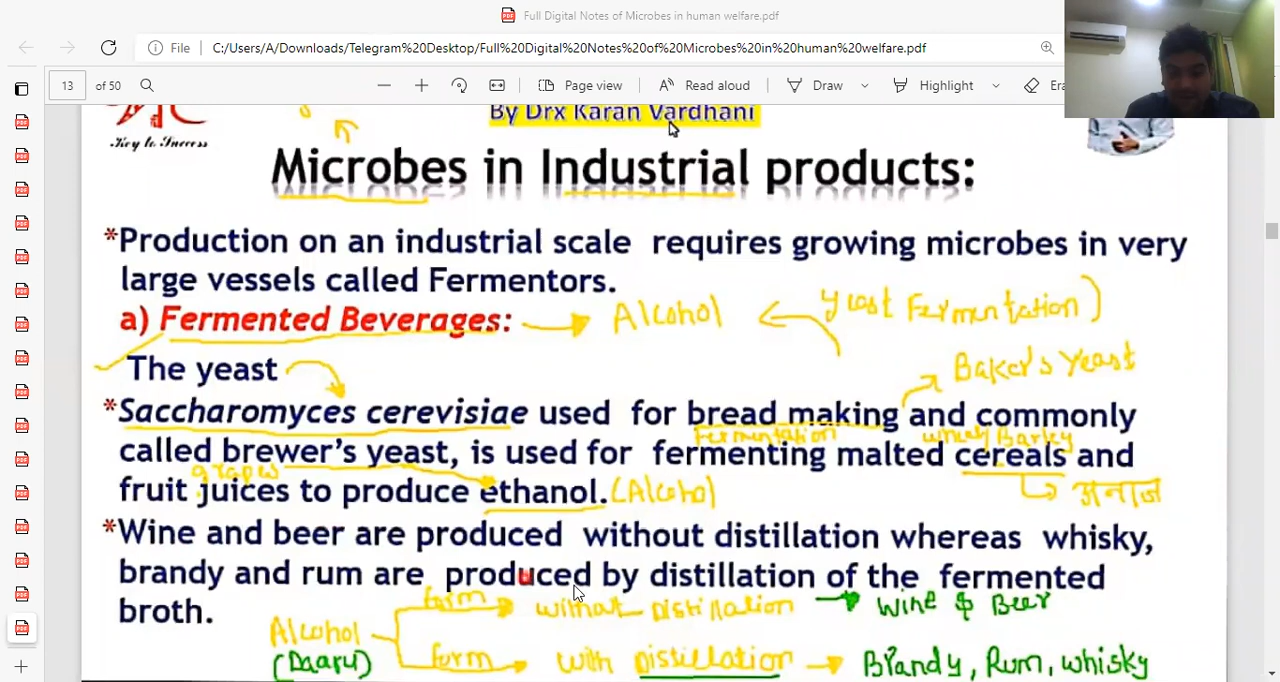 Full Digital Notes of Microbes in human welfare.pdf
File C:/Users/A/Downloads/Telegram%20Desktop/Full%20Digital%20Notes%20of%20Microbes%20in%20human%20welfare.pdf
13 of 50 Page view Read aloud Draw Highlight Era
By Drx Karan Vardhani
Key to Success
Microbes in Industrial products:
*Production on an industrial scale requires growing microbes in very
large vessels called Fermentors.
a) Fermented Beverages: Alcohol yeast Fermentation)
The yeast
Baker's Yeast
*Saccharomyces cerevisiae used for bread making and commonly
Fermentation wheat/Barley
called brewer's yeast, is used for fermenting malted cereals and
grapes
fruit juices to produce ethanol. (Alcohol) अनाज
*Wine and beer are produced without distillation whereas whisky,
brandy and rum are produced by distillation of the fermented
broth.
form without Distillation Wine & Beer
Alcohol
(Daaru) form with Distillation Brandy, Rum, whisky